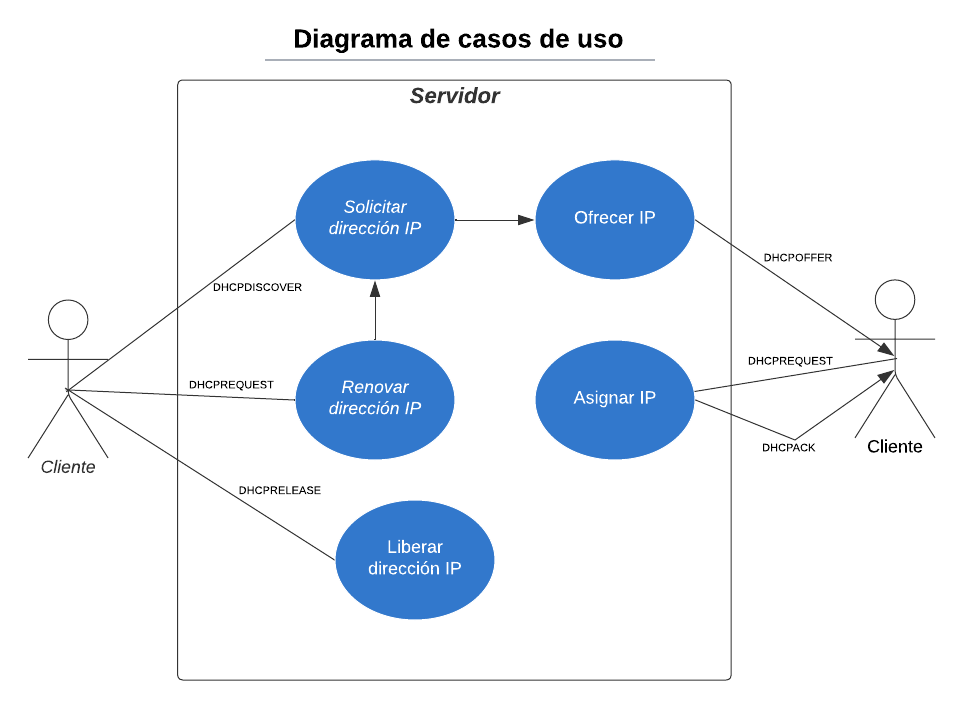 Diagrama de casos de uso
Servidor
Solicitar
dirección IP
Ofrecer IP
DHCPOFFER
DHCPDISCOVER
DHCPREQUEST
Renovar
dirección IP
Asignar IP
DHCPREQUEST
Cliente
DHCPACK
Cliente
DHCPRELEASE
Liberar
dirección IP